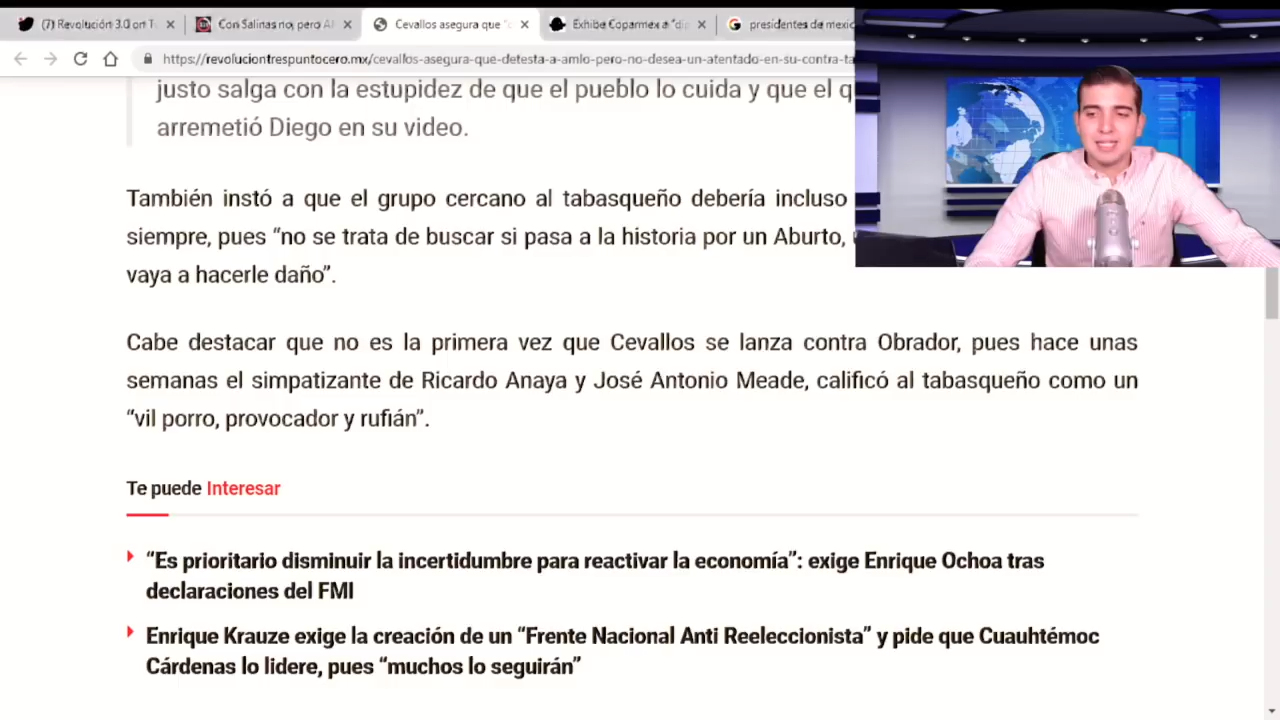 (7) Revolución 3.0 on T
Con Salinas no, pero Al
Cevallos asegura que "
Exhibe Coparmex a "di
presidentes de mexic
https://revoluciontrespuntocero.mx/cevallos-asegura-que-detesta-a-amlo-pero-no-desea-un-atentado-en-su-contra-ta
justo salga con la estupidez de que el pueblo lo cuida y que el q
arremetió Diego en su video.
También instó a que el grupo cercano al tabasqueño debería incluso
siempre, pues “no se trata de buscar si pasa a la historia por un Aburto,
vaya a hacerle daño”.
Cabe destacar que no es la primera vez que Cevallos se lanza contra Obrador, pues hace unas
semanas el simpatizante de Ricardo Anaya y José Antonio Meade, calificó al tabasqueño como un
“vil porro, provocador y rufián”.
Te puede Interesar
“Es prioritario disminuir la incertidumbre para reactivar la economía”: exige Enrique Ochoa tras
declaraciones del FMI
Enrique Krauze exige la creación de un “Frente Nacional Anti Reeleccionista” y pide que Cuauhtémoc
Cárdenas lo lidere, pues “muchos lo seguirán”